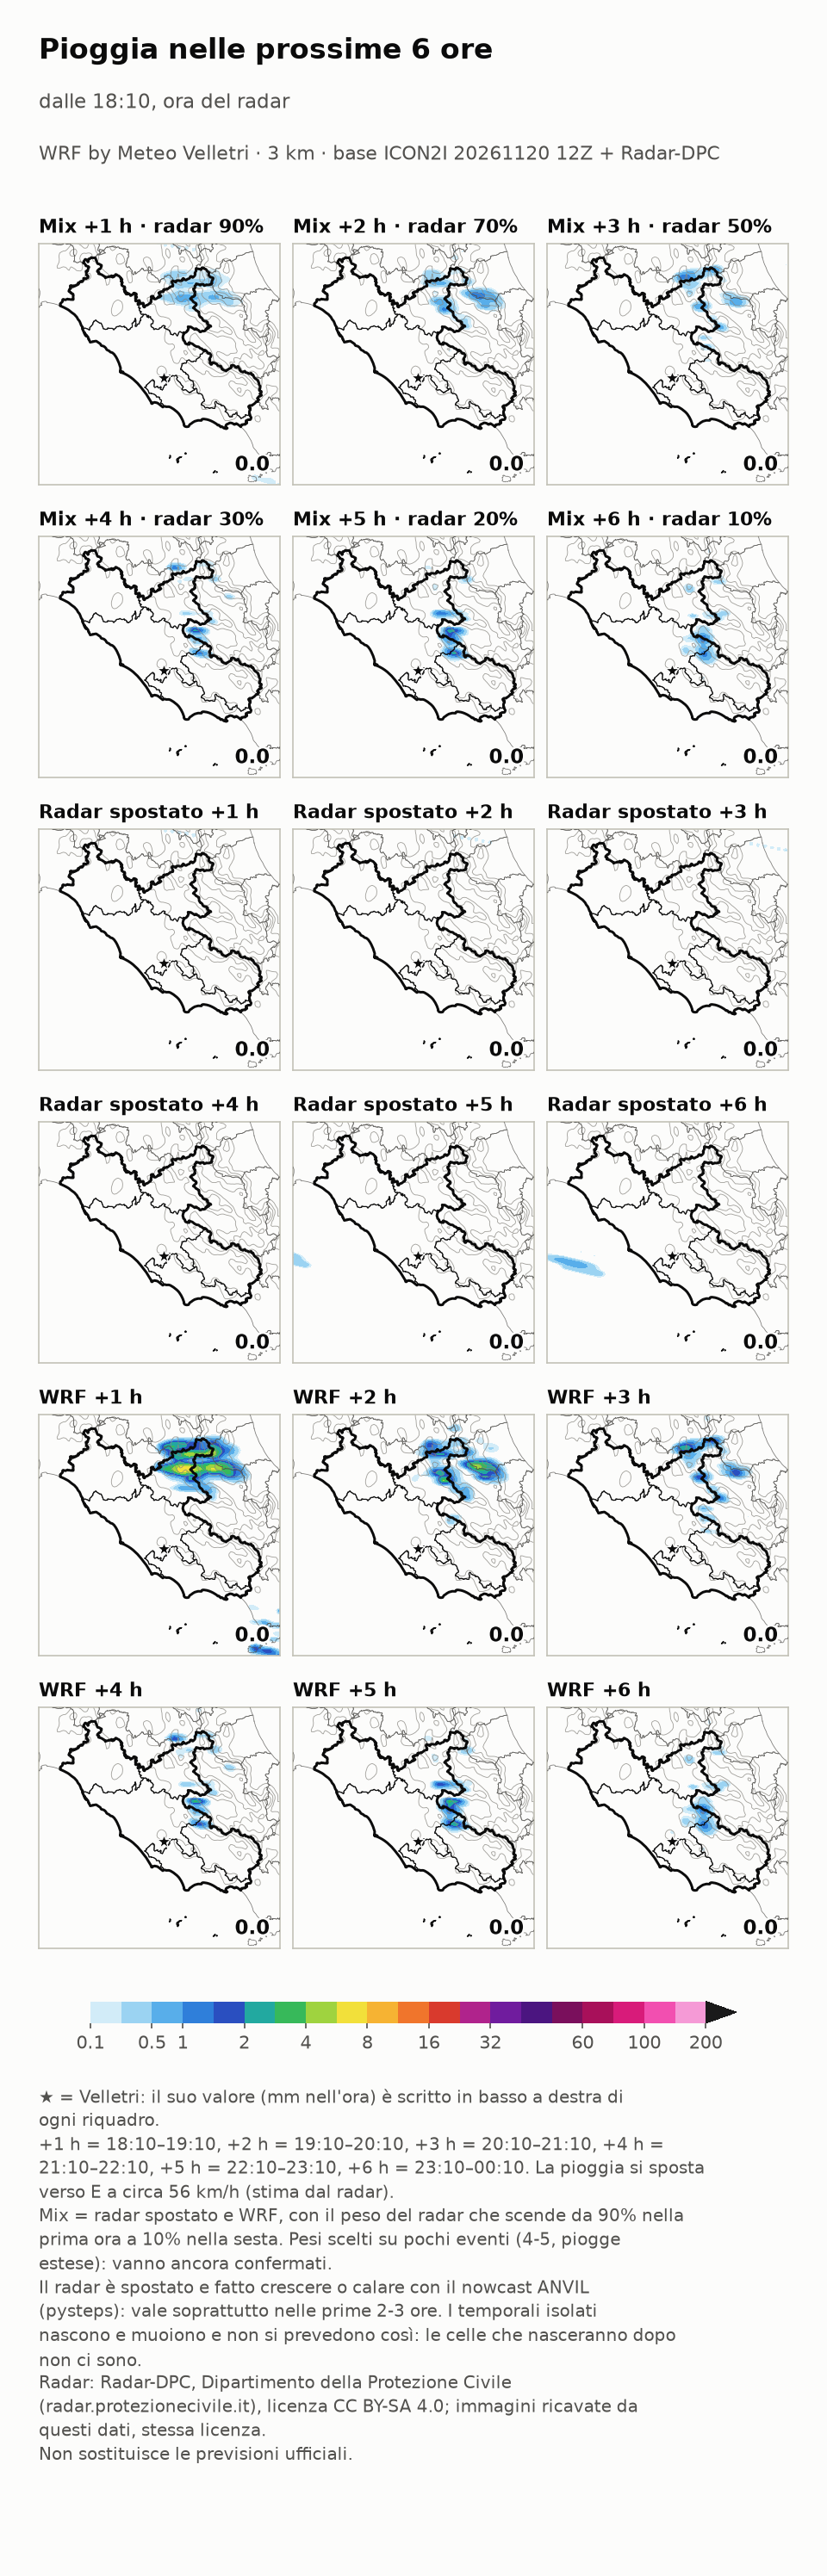 Pioggia nelle prossime 6 ore
dalle 18:10, ora del radar
WRF by Meteo Velletri · 3 km · base ICON2I 20261120 12Z + Radar-DPC
Mix +1 h · radar 90%
Mix +2 h · radar 70%
Mix +3 h · radar 50%
0.0
0.0
0.0
Mix +4 h · radar 30%
Mix +5 h · radar 20%
Mix +6 h · radar 10%
0.0
0.0
0.0
Radar spostato +1 h
Radar spostato +2 h
Radar spostato +3 h
0.0
0.0
0.0
Radar spostato +4 h
Radar spostato +5 h
Radar spostato +6 h
0.0
0.0
0.0
WRF +1 h
WRF +2 h
WRF +3 h
0.0
0.0
0.0
WRF +4 h
WRF +5 h
WRF +6 h
0.0
0.0
0.0
0.1 0.5 1 2 4 8 16 32 60 100 200
★ = Velletri: il suo valore (mm nell'ora) è scritto in basso a destra di
ogni riquadro.
+1 h = 18:10–19:10, +2 h = 19:10–20:10, +3 h = 20:10–21:10, +4 h =
21:10–22:10, +5 h = 22:10–23:10, +6 h = 23:10–00:10. La pioggia si sposta
verso E a circa 56 km/h (stima dal radar).
Mix = radar spostato e WRF, con il peso del radar che scende da 90% nella
prima ora a 10% nella sesta. Pesi scelti su pochi eventi (4-5, piogge
estese): vanno ancora confermati.
Il radar è spostato e fatto crescere o calare con il nowcast ANVIL
(pysteps): vale soprattutto nelle prime 2-3 ore. I temporali isolati
nascono e muoiono e non si prevedono così: le celle che nasceranno dopo
non ci sono.
Radar: Radar-DPC, Dipartimento della Protezione Civile
(radar.protezionecivile.it), licenza CC BY-SA 4.0; immagini ricavate da
questi dati, stessa licenza.
Non sostituisce le previsioni ufficiali.